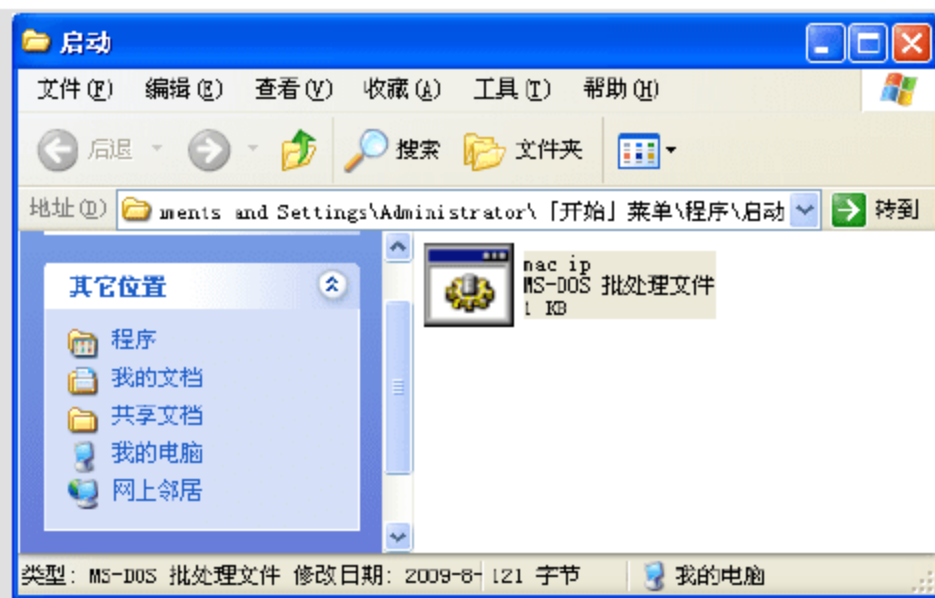 启动
文件(F) 编辑(E) 查看(V) 收藏(A) 工具(T) 帮助(H)
后退 搜索 文件夹
地址(D) uments and Settings\Administrator\「开始」菜单\程序\启动 转到
其它位置
程序
我的文档
共享文档
我的电脑
网上邻居
mac ip
MS-DOS 批处理文件
1 KB
类型: MS-DOS 批处理文件 修改日期: 2009-8- 121 字节 我的电脑